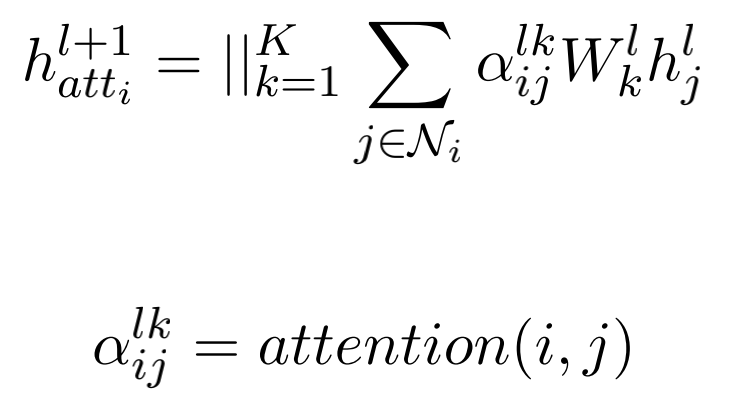 h_{att_i}^{l+1} = ||_{k=1}^{K} \sum_{j \in \mathcal{N}_i} \alpha_{ij}^{lk} W_k^l h_j^l
\alpha_{ij}^{lk} = attention(i, j)